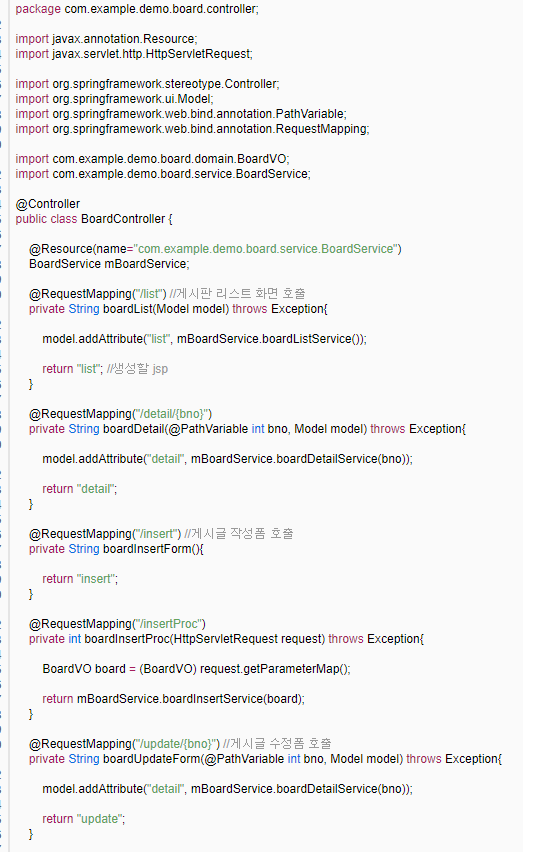 package com.example.demo.board.controller;
import javax.annotation.Resource;
import javax.servlet.http.HttpServletRequest;
import org.springframework.stereotype.Controller;
import org.springframework.ui.Model;
import org.springframework.web.bind.annotation.PathVariable;
import org.springframework.web.bind.annotation.RequestMapping;
import com.example.demo.board.domain.BoardVO;
import com.example.demo.board.service.BoardService;
@Controller
public class BoardController {
@Resource(name="com.example.demo.board.service.BoardService")
BoardService mBoardService;
@RequestMapping("/list") //게시판 리스트 화면 호출
private String boardList(Model model) throws Exception{
model.addAttribute("list", mBoardService.boardListService());
return "list"; //생성할 jsp
}
@RequestMapping("/detail/{bno}")
private String boardDetail(@PathVariable int bno, Model model) throws Exception{
model.addAttribute("detail", mBoardService.boardDetailService(bno));
return "detail";
}
@RequestMapping("/insert") //게시글 작성폼 호출
private String boardInsertForm(){
return "insert";
}
@RequestMapping("/insertProc")
private int boardInsertProc(HttpServletRequest request) throws Exception{
BoardVO board = (BoardVO) request.getParameterMap();
return mBoardService.boardInsertService(board);
}
@RequestMapping("/update/{bno}") //게시글 수정폼 호출
private String boardUpdateForm(@PathVariable int bno, Model model) throws Exception{
model.addAttribute("detail", mBoardService.boardDetailService(bno));
return "update";
}